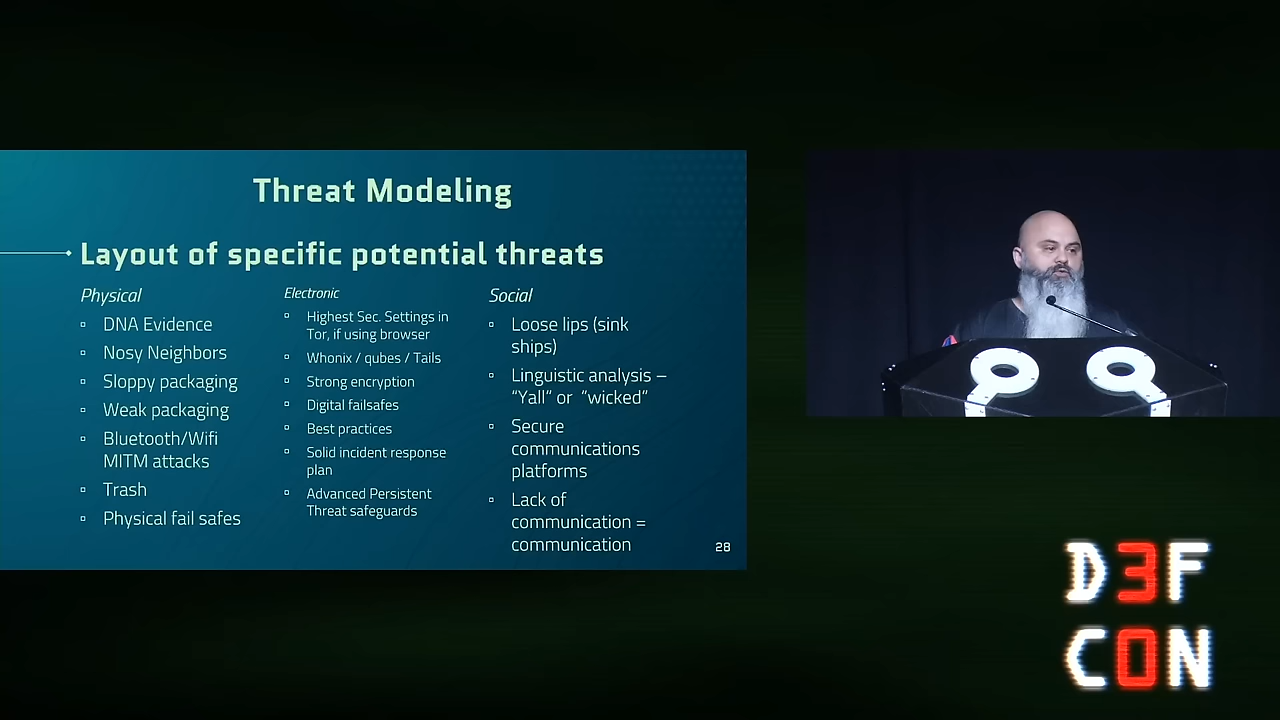 Threat Modeling
Layout of specific potential threats
Physical
▫ DNA Evidence
▫ Nosy Neighbors
▫ Sloppy packaging
▫ Weak packaging
▫ Bluetooth/Wifi
MITM attacks
▫ Trash
▫ Physical fail safes
Electronic
▫ Highest Sec. Settings in
Tor, if using browser
▫ Whonix / qubes / Tails
▫ Strong encryption
▫ Digital failsafes
▫ Best practices
▫ Solid incident response
plan
▫ Advanced Persistent
Threat safeguards
Social
▫ Loose lips (sink
ships)
▫ Linguistic analysis –
“Yall” or “wicked”
▫ Secure
communications
platforms
▫ Lack of
communication =
communication
28
D3F
C0N